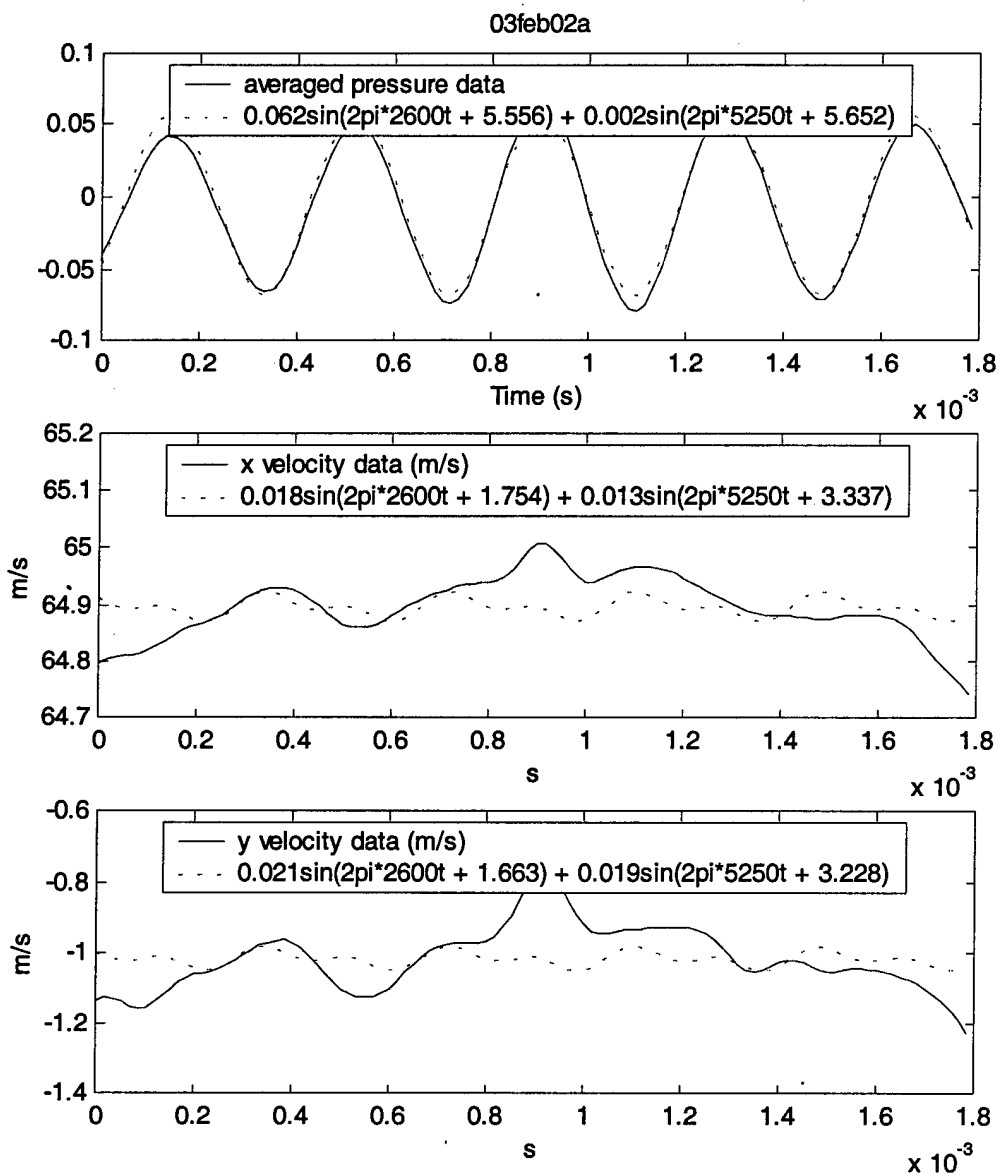 03feb02a
0.1
0.05
0
-0.05
-0.1
averaged pressure data
0.062sin(2pi*2600t + 5.556) + 0.002sin(2pi*5250t + 5.652)
0 0.2 0.4 0.6 0.8 1 1.2 1.4 1.6 1.8
Time (s)
x 10-3
65.2
65.1
65
64.9
64.8
64.7
m/s
x velocity data (m/s)
0.018sin(2pi*2600t + 1.754) + 0.013sin(2pi*5250t + 3.337)
0 0.2 0.4 0.6 0.8 1 1.2 1.4 1.6 1.8
s
x 10-3
-0.6
-0.8
-1
-1.2
-1.4
m/s
y velocity data (m/s)
0.021sin(2pi*2600t + 1.663) + 0.019sin(2pi*5250t + 3.228)
0 0.2 0.4 0.6 0.8 1 1.2 1.4 1.6 1.8
s
x 10-3